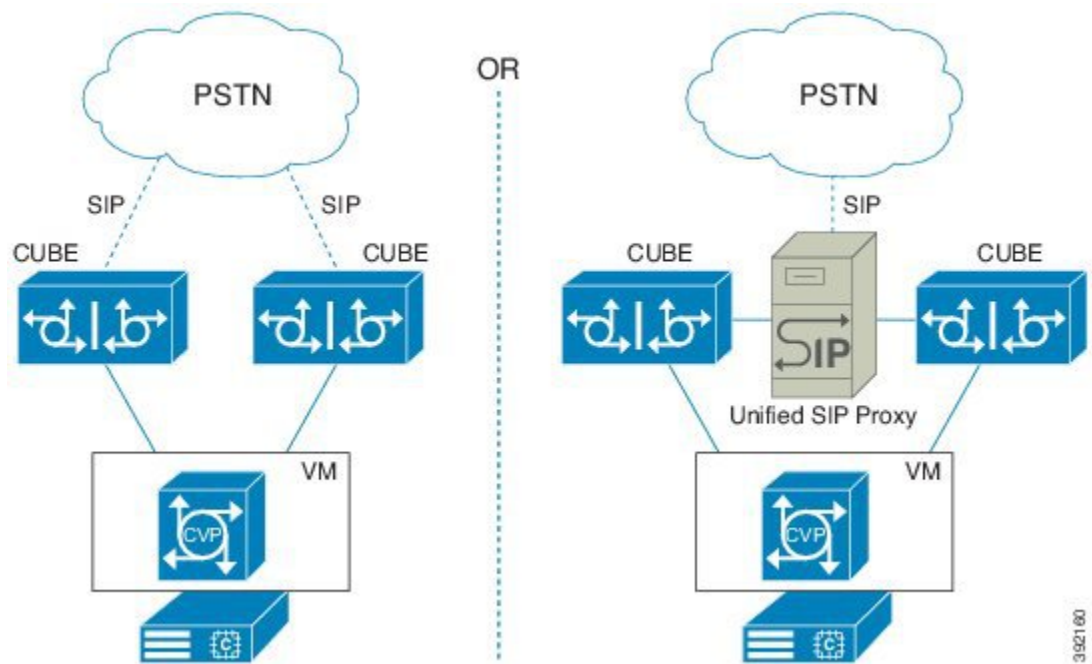 PSTN
OR
PSTN
SIP
SIP
SIP
CUBE
CUBE
CUBE
CUBE
SIP
Unified SIP Proxy
VM
VM
CVP
CVP
C
C
392160